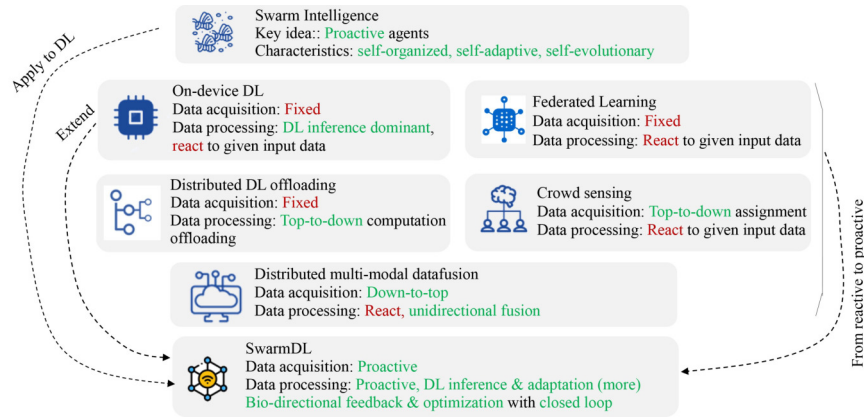 Swarm Intelligence
Key idea:: Proactive agents
Characteristics: self-organized, self-adaptive, self-evolutionary
Apply to DL
Extend
On-device DL
Data acquisition: Fixed
Data processing: DL inference dominant,
react to given input data
Federated Learning
Data acquisition: Fixed
Data processing: React to given input data
Distributed DL offloading
Data acquisition: Fixed
Data processing: Top-to-down computation
offloading
Crowd sensing
Data acquisition: Top-to-down assignment
Data processing: React to given input data
Distributed multi-modal datafusion
Data acquisition: Down-to-top
Data processing: React, unidirectional fusion
From reactive to proactive
SwarmDL
Data acquisition: Proactive
Data processing: Proactive, DL inference & adaptation (more)
Bio-directional feedback & optimization with closed loop